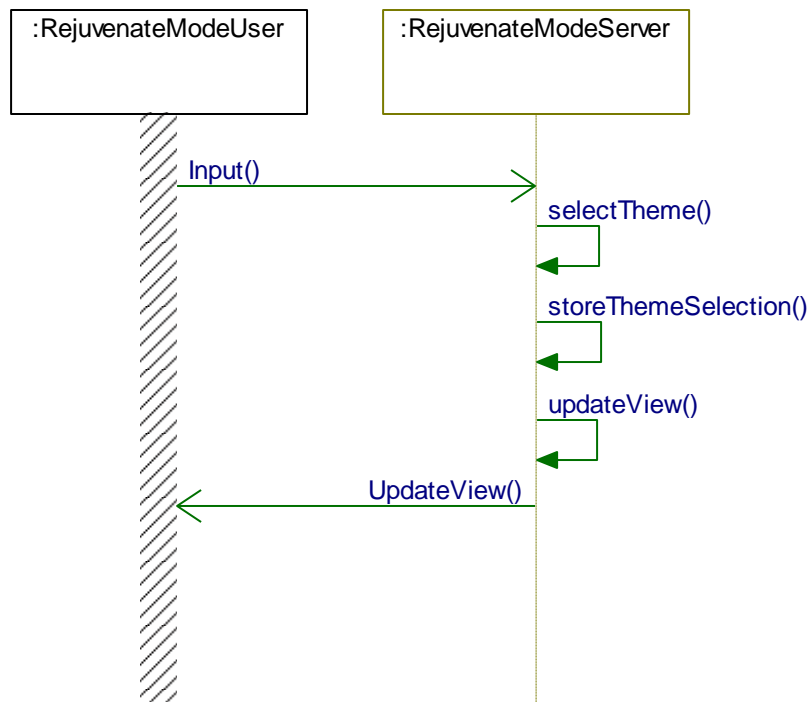 :RejuvenateModeUser
:RejuvenateModeServer
Input()
selectTheme()
storeThemeSelection()
updateView()
UpdateView()